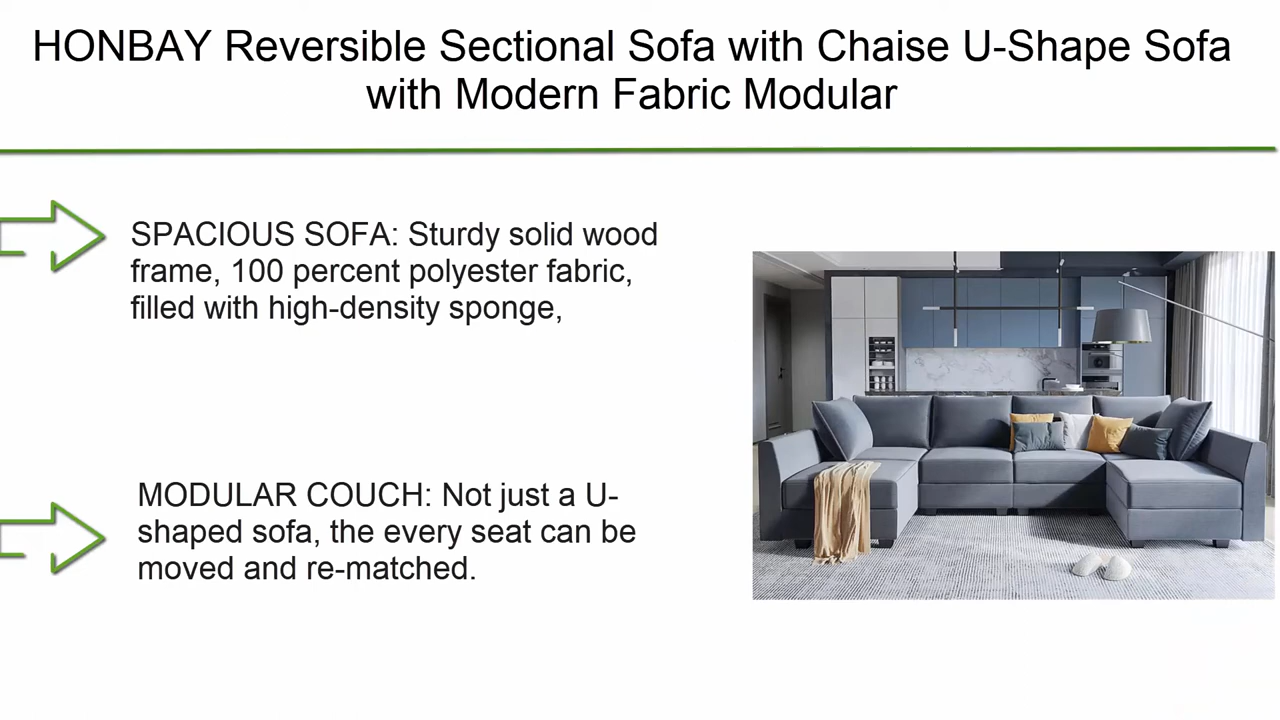 HONBAY Reversible Sectional Sofa with Chaise U-Shape Sofa
with Modern Fabric Modular
SPACIOUS SOFA: Sturdy solid wood
frame, 100 percent polyester fabric,
filled with high-density sponge,
MODULAR COUCH: Not just a U-
shaped sofa, the every seat can be
moved and re-matched.